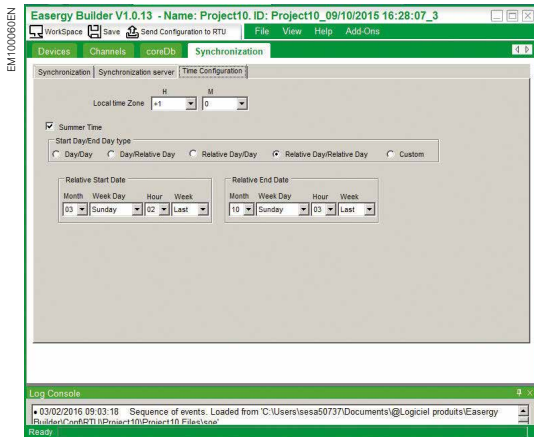 EM100060EN
Easergy Builder V1.0.13 - Name: Project10. ID: Project10_09/10/2015 16:28:07_3
WorkSpace Save Send Configuration to RTU File View Help Add-Ons
Devices Channels coreDb Synchronization
Synchronization Synchronization server Time Configuration
H M
Local time Zone +1 0
Summer Time
Start Day/End Day type
Day/Day Day/Relative Day Relative Day/Day Relative Day/Relative Day Custom
Relative Start Date Relative End Date
Month Week Day Hour Week Month Week Day Hour Week
03 Sunday 02 Last 10 Sunday 03 Last
Log Console
• 03/02/2016 09:03:18 Sequence of events. Loaded from 'C:\Users\sesa50737\Documents\@Logiciel produits\Easergy
Builder\Conf\RTU\Project10\Project10 Files\soe'
Ready